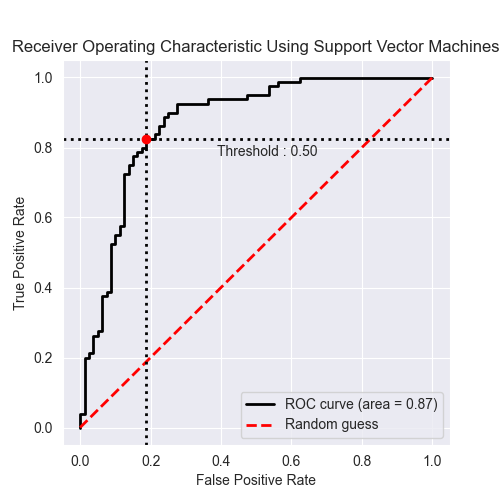 Receiver Operating Characteristic Using Support Vector Machines
1.0
0.8
0.6
0.4
0.2
0.0
True Positive Rate
Threshold : 0.50
ROC curve (area = 0.87)
Random guess
0.0 0.2 0.4 0.6 0.8 1.0
False Positive Rate